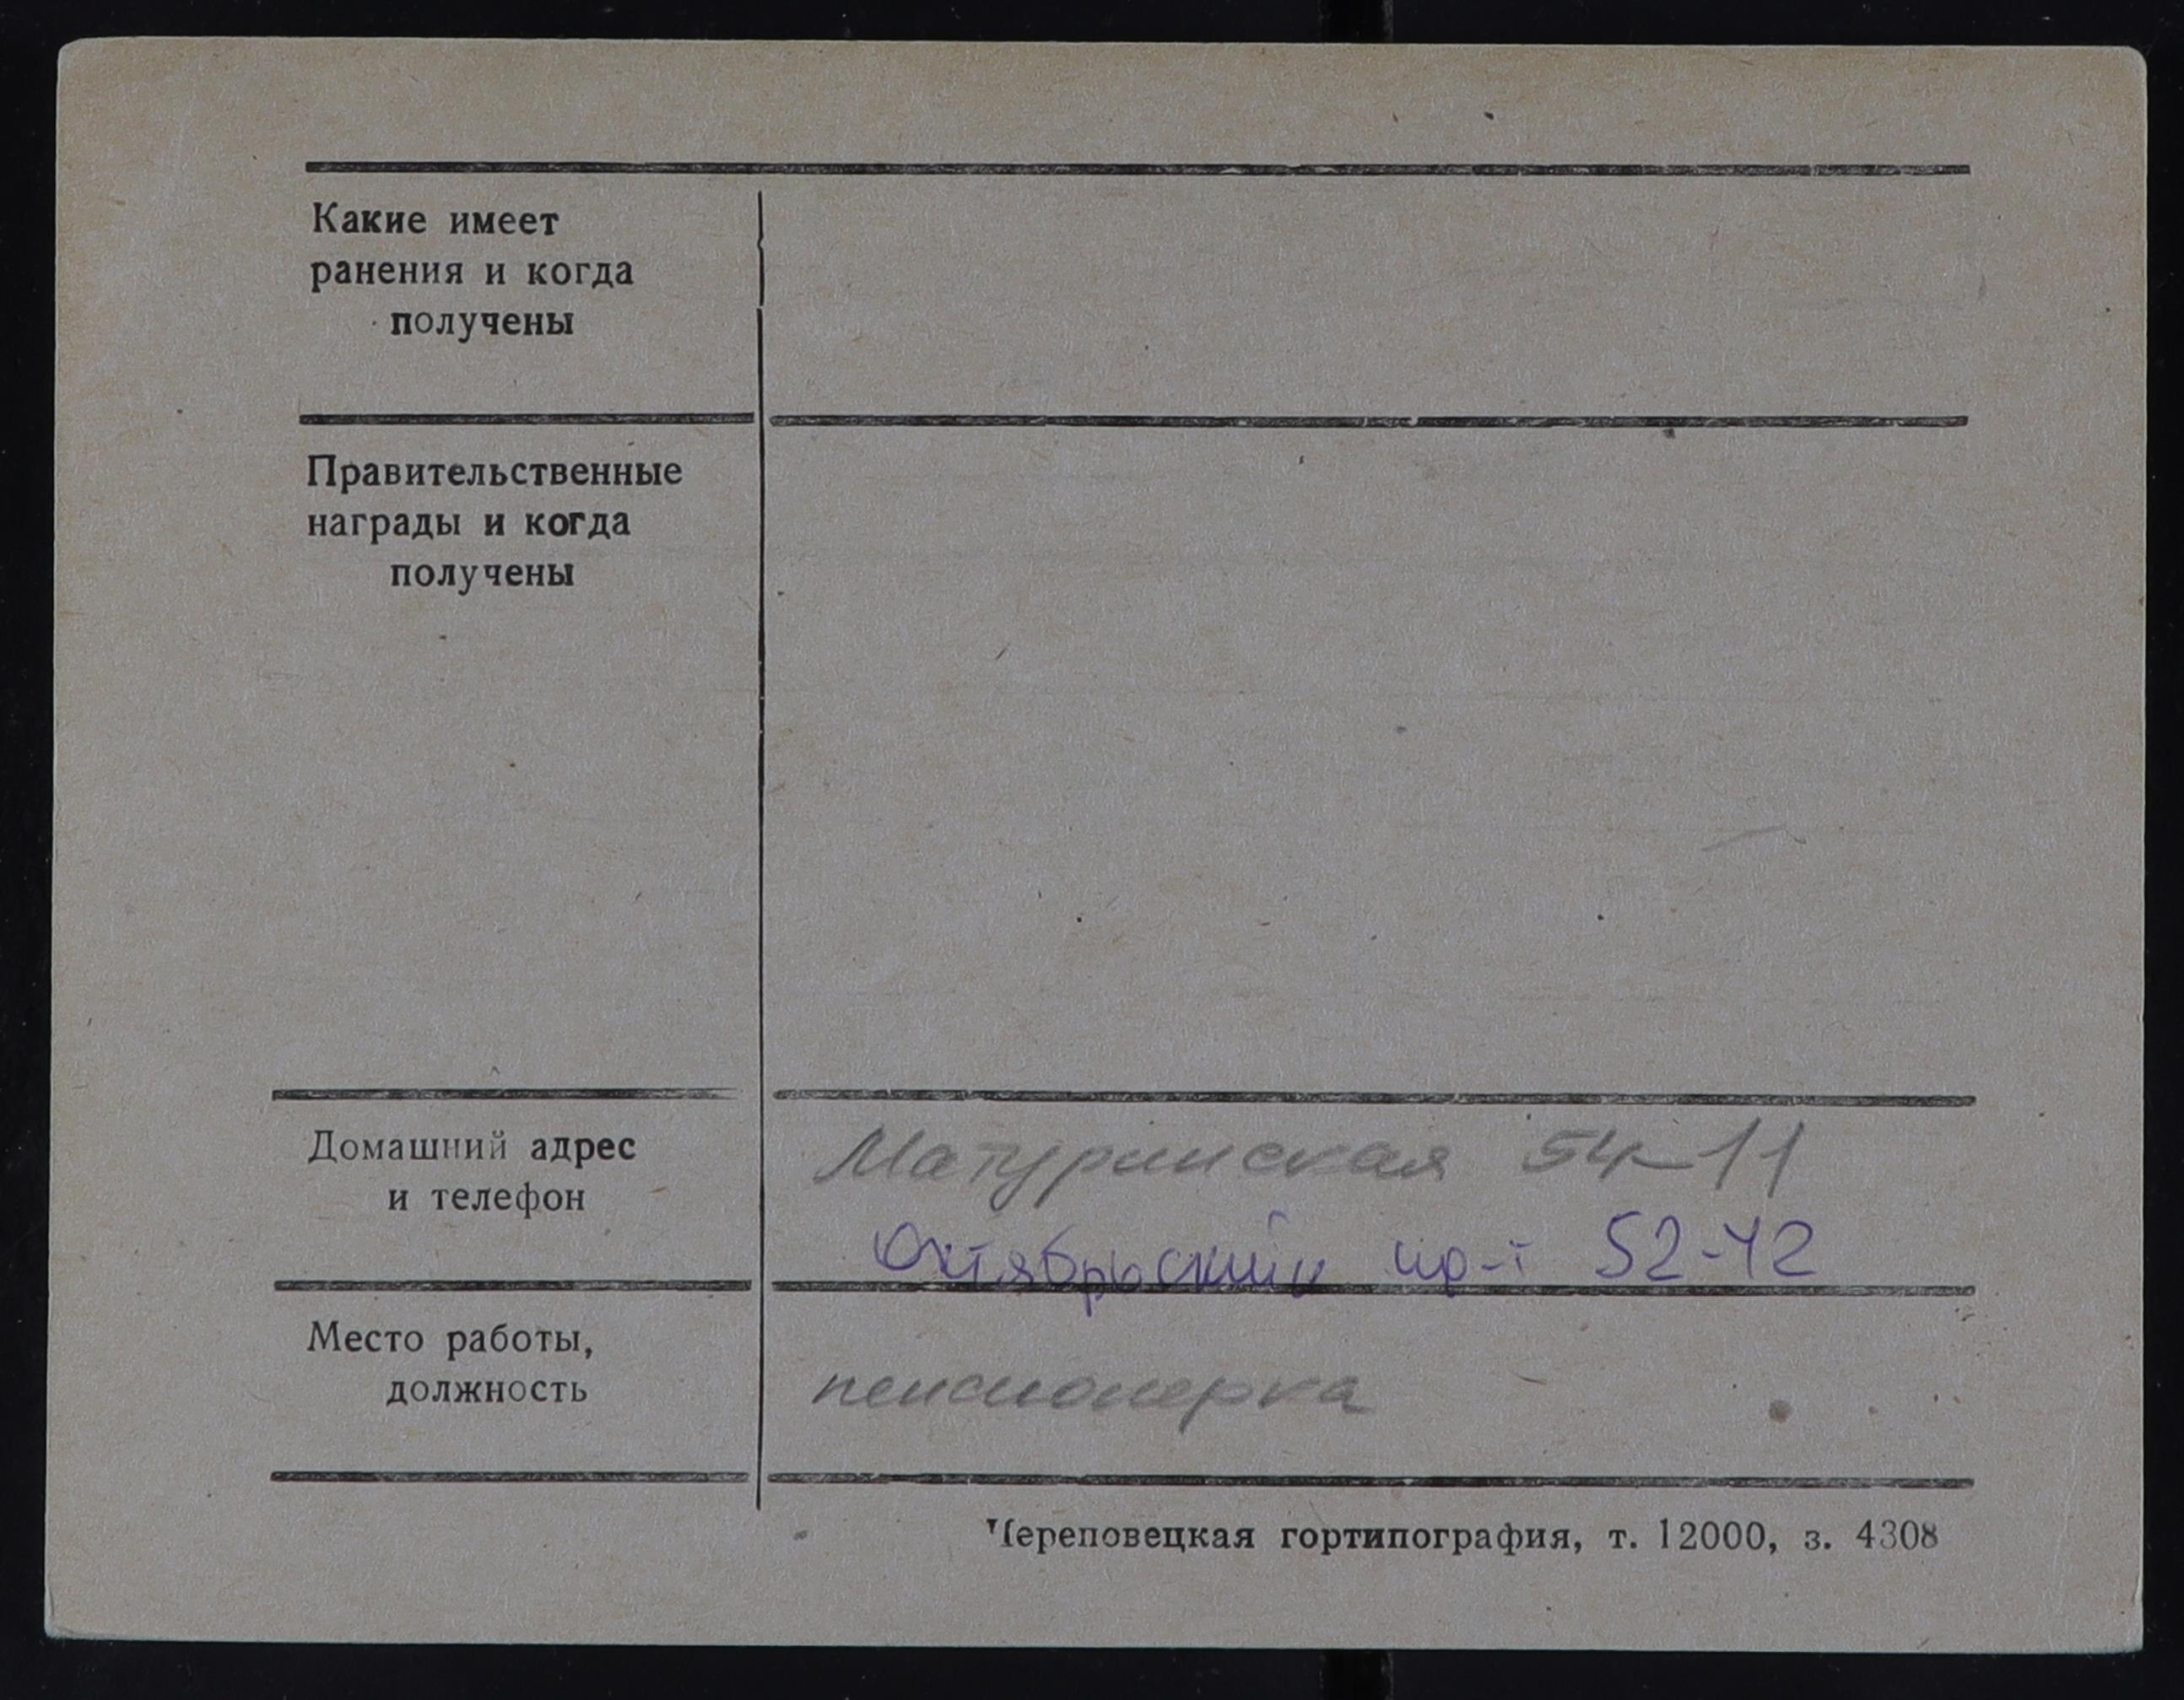 Какие имеет
ранения и когда
получены
Правительственные
награды и когда
получены
Домашний адрес
и телефон
Матуринская 54-11
Октябрьский пр-т 52-42
Место работы,
должность
пенсионерка
Череповецкая гортипография, т. 12000, з. 4308